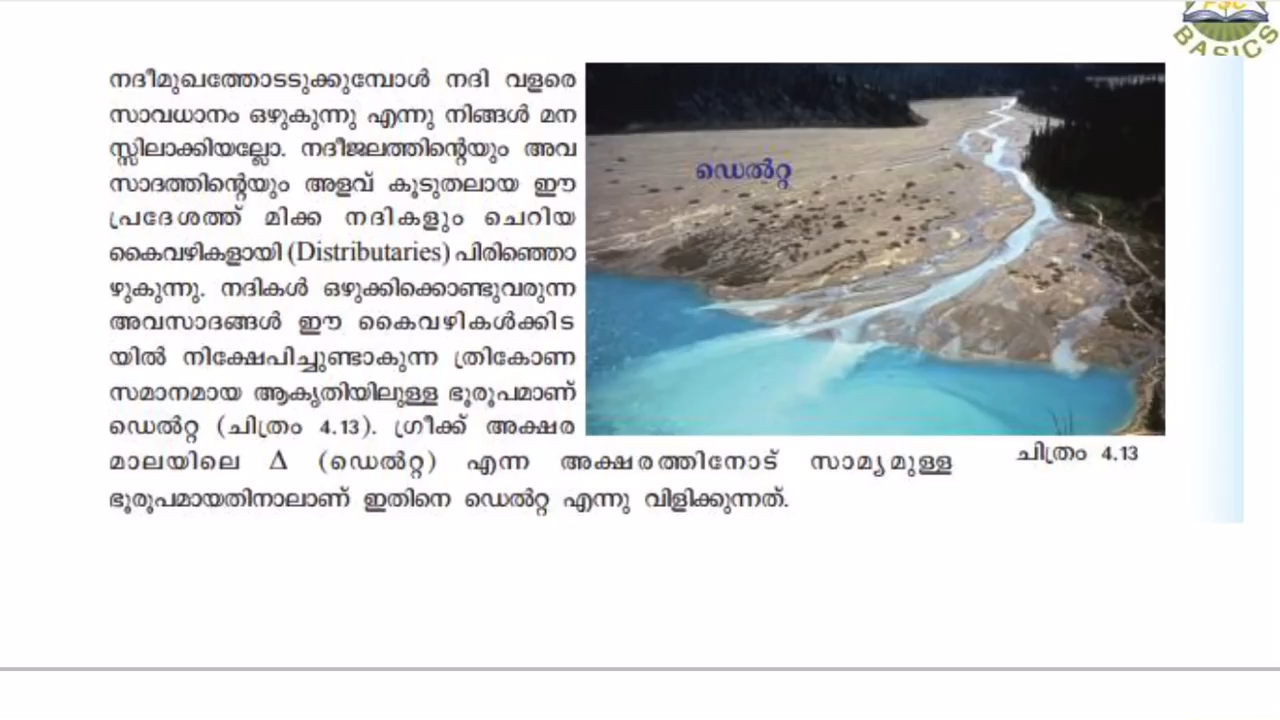 PSC
BASICS
നദീമുഖത്തോടടുക്കുമ്പോൾ നദി വളരെ
സാവധാനം ഒഴുകുന്നു എന്നു നിങ്ങൾ മന
സ്സിലാക്കിയല്ലോ. നദീജലത്തിന്റെയും അവ
സാദത്തിന്റെയും അളവ് കൂടുതലായ ഈ
പ്രദേശത്ത് മിക്ക നദികളും ചെറിയ
കൈവഴികളായി (Distributaries) പിരിഞ്ഞൊ
ഴുകുന്നു. നദികൾ ഒഴുക്കിക്കൊണ്ടുവരുന്ന
അവസാദങ്ങൾ ഈ കൈവഴികൾക്കിട
യിൽ നിക്ഷേപിച്ചുണ്ടാകുന്ന ത്രികോണ
സമാനമായ ആകൃതിയിലുള്ള ഭൂരൂപമാണ്
ഡെൽറ്റ (ചിത്രം 4.13). ഗ്രീക്ക് അക്ഷര
മാലയിലെ Δ (ഡെൽറ്റ) എന്ന അക്ഷരത്തിനോട് സാമ്യമുള്ള
ഭൂരൂപമായതിനാലാണ് ഇതിനെ ഡെൽറ്റ എന്നു വിളിക്കുന്നത്.
ഡെൽറ്റ
ചിത്രം 4.13